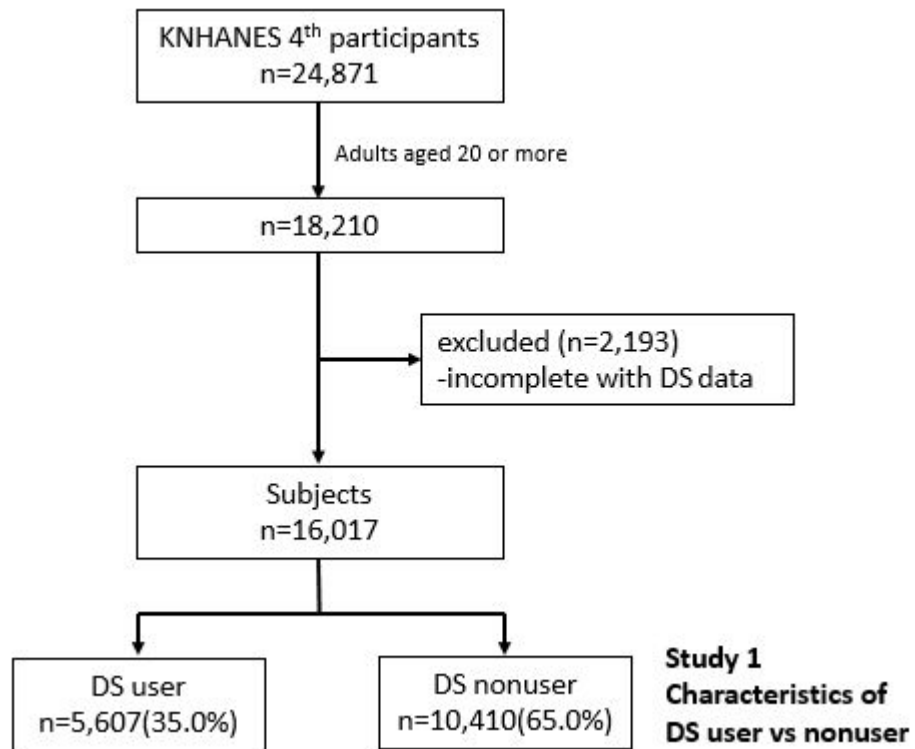 KNHANES 4th participants
n=24,871
Adults aged 20 or more
n=18,210
excluded (n=2,193)
-incomplete with DS data
Subjects
n=16,017
DS user
n=5,607(35.0%)
DS nonuser
n=10,410(65.0%)
Study 1
Characteristics of
DS user vs nonuser